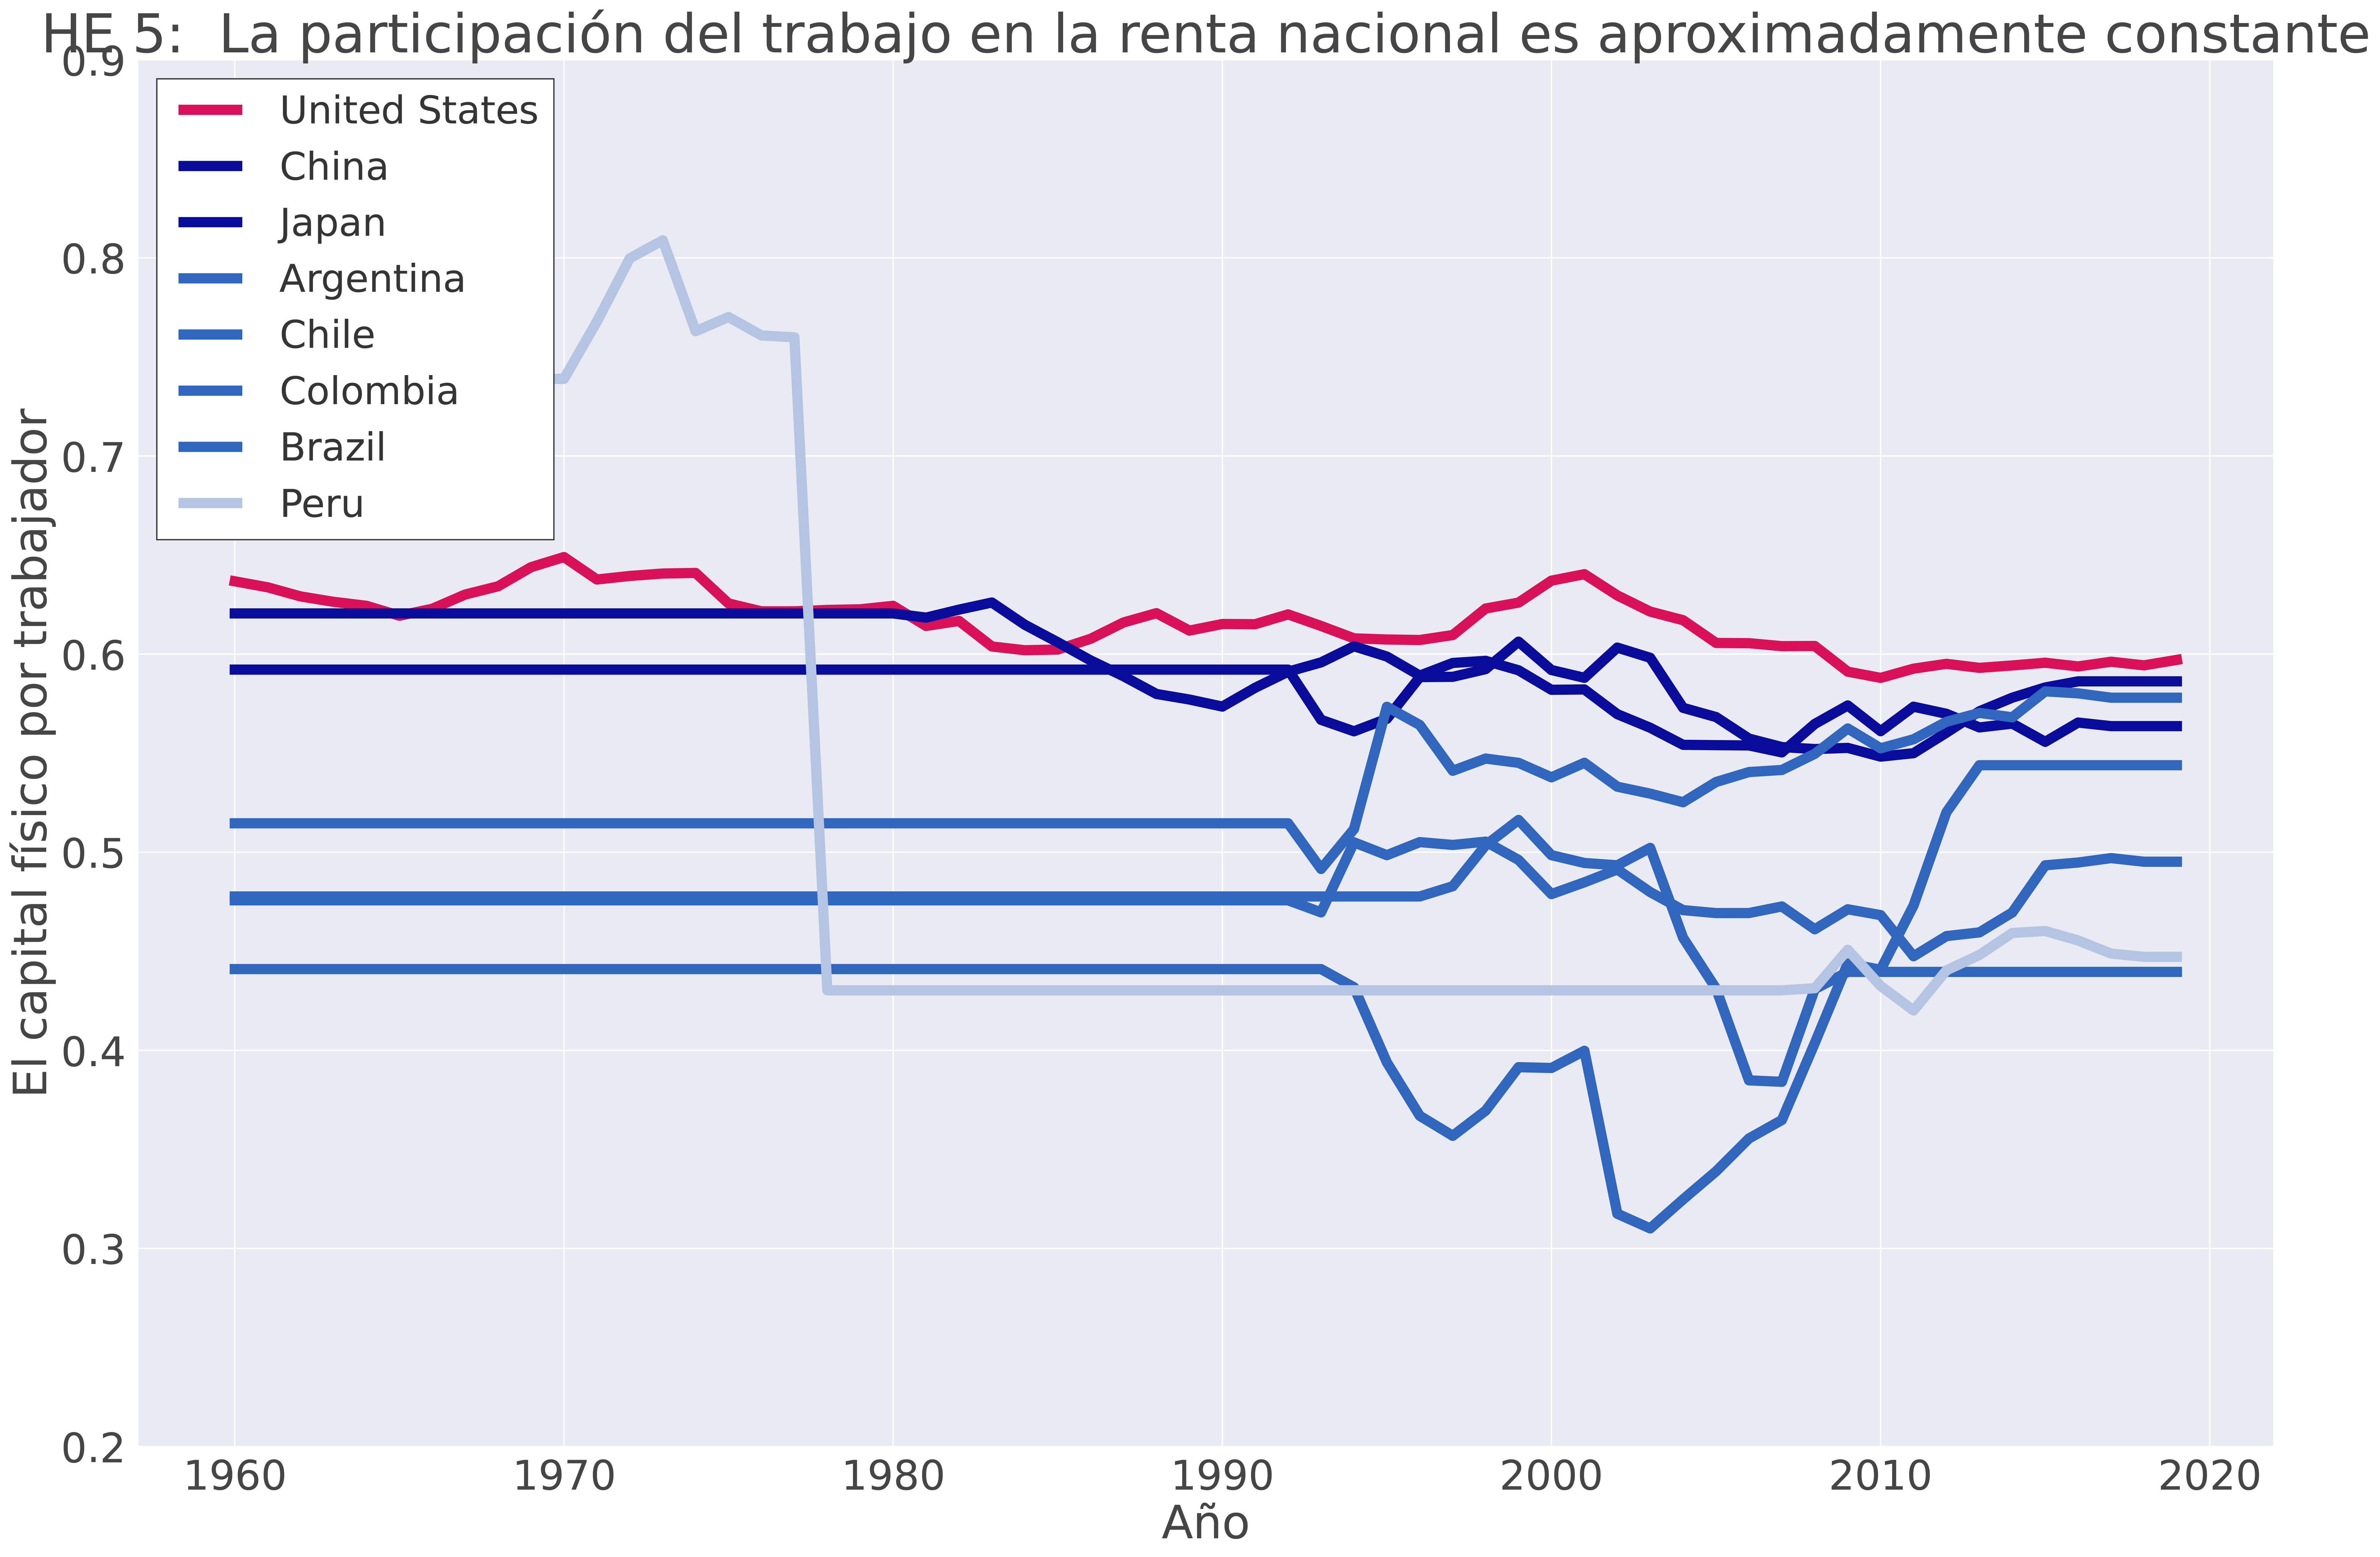 HE 5:  La participación del trabajo en la renta nacional es aproximadamente constante
El capital físico por trabajador
0.9
0.8
0.7
0.6
0.5
0.4
0.3
0.2
United States
China
Japan
Argentina
Chile
Colombia
Brazil
Peru
1960 1970 1980 1990 2000 2010 2020
Año